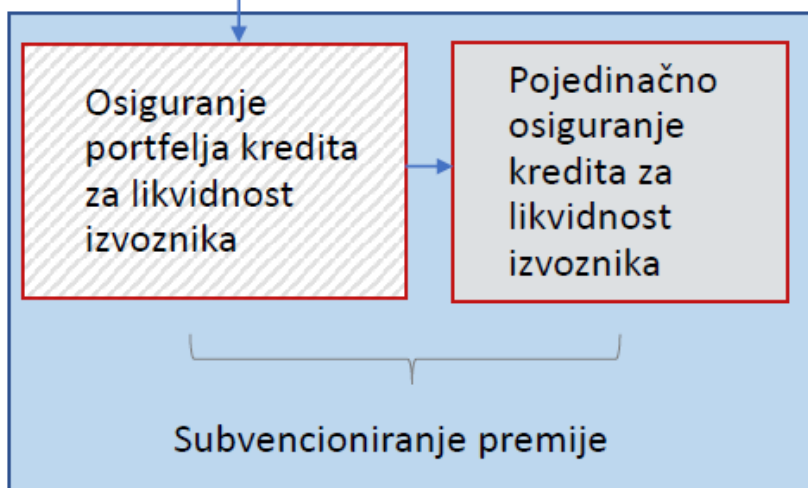 Osiguranje
portfelja kredita
za likvidnost
izvoznika
Pojedinačno
osiguranje
kredita za
likvidnost
izvoznika
Subvencioniranje premije